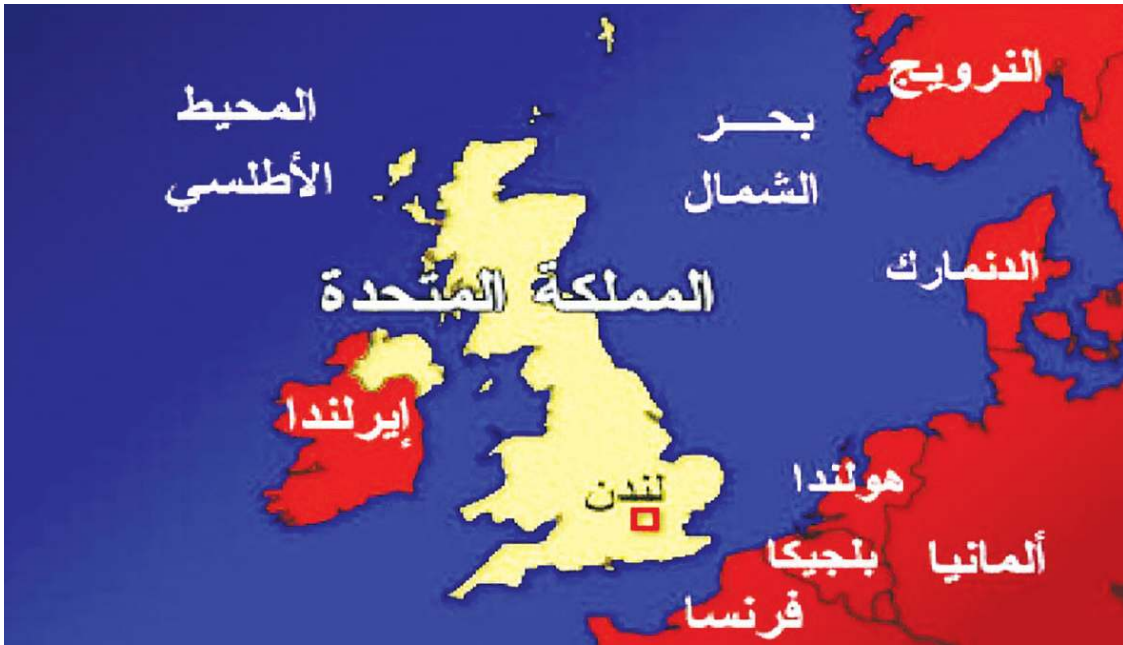 النرويج
المحيط
الأطلسي
بحـــر
الشمال
الدنمارك
المملكة المتحدة
إيرلندا
هولندا
لندن
بلجيكا
ألمانيا
فرنسا